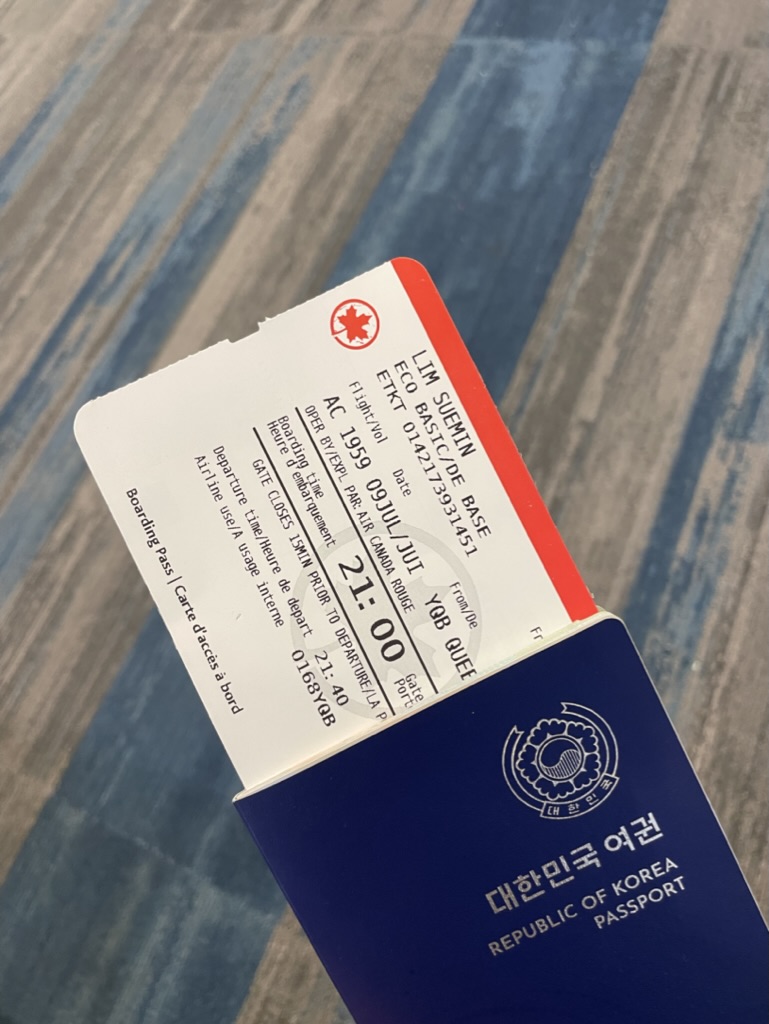 LIM SUEMIN
ECO BASIC/DE BASE
ETKT 0142173931451
Flight/Vol Date From/De Fr
AC 1959 09JUL/JUI YQB QUEE
OPER BY/EXPL PAR:AIR CANADA ROUGE
Boarding time
Heure d'embarquement 21:00 Gate
Port
GATE CLOSES 15MIN PRIOR TO DEPARTURE/LA P
Departure time/Heure de depart 21:40
Airline use/A usage interne 0168YQB
Boarding Pass | Carte d'accès à bord
대한민국
대한민국 여권
REPUBLIC OF KOREA
PASSPORT